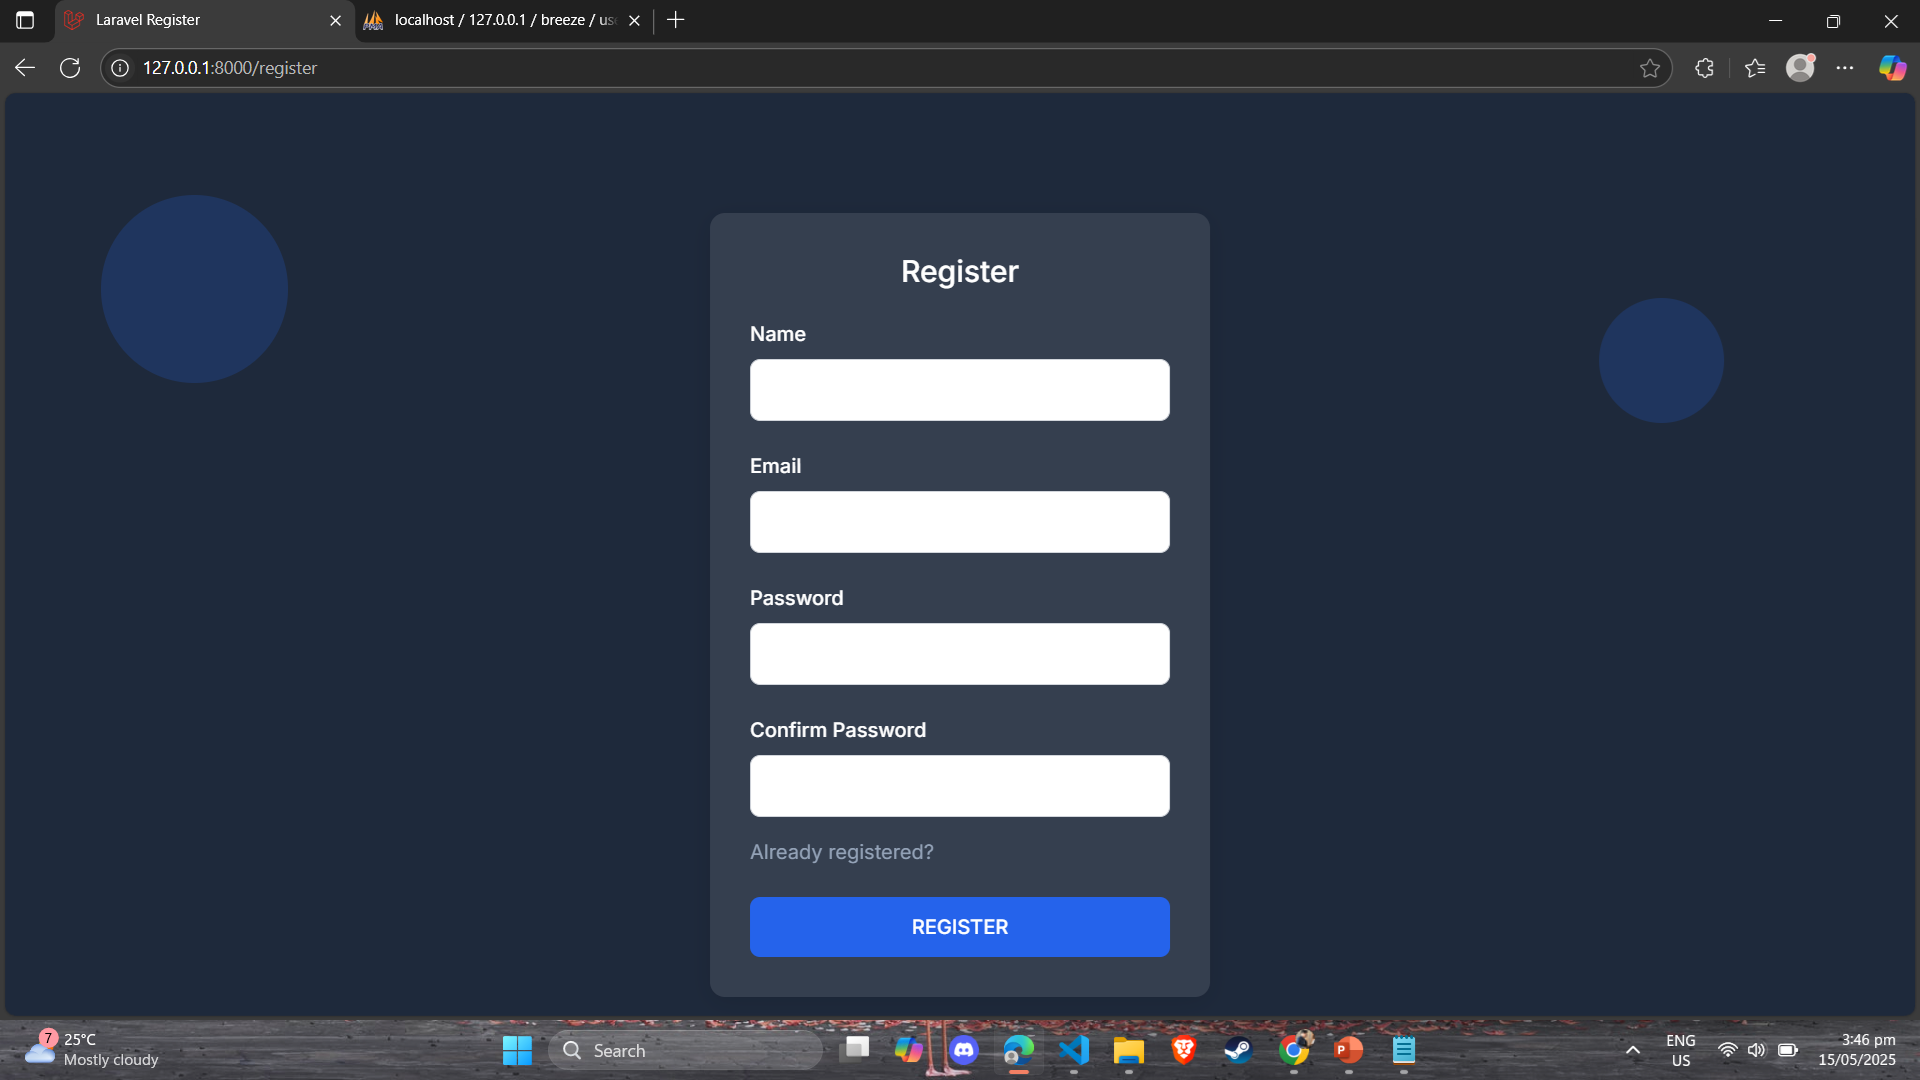 Laravel Register
localhost / 127.0.0.1 / breeze / us
127.0.0.1:8000/register
Register
Name
Email
Password
Confirm Password
Already registered?
REGISTER
7
25°C
Mostly cloudy
Search
P
ENG
US
3:46 pm
15/05/2025